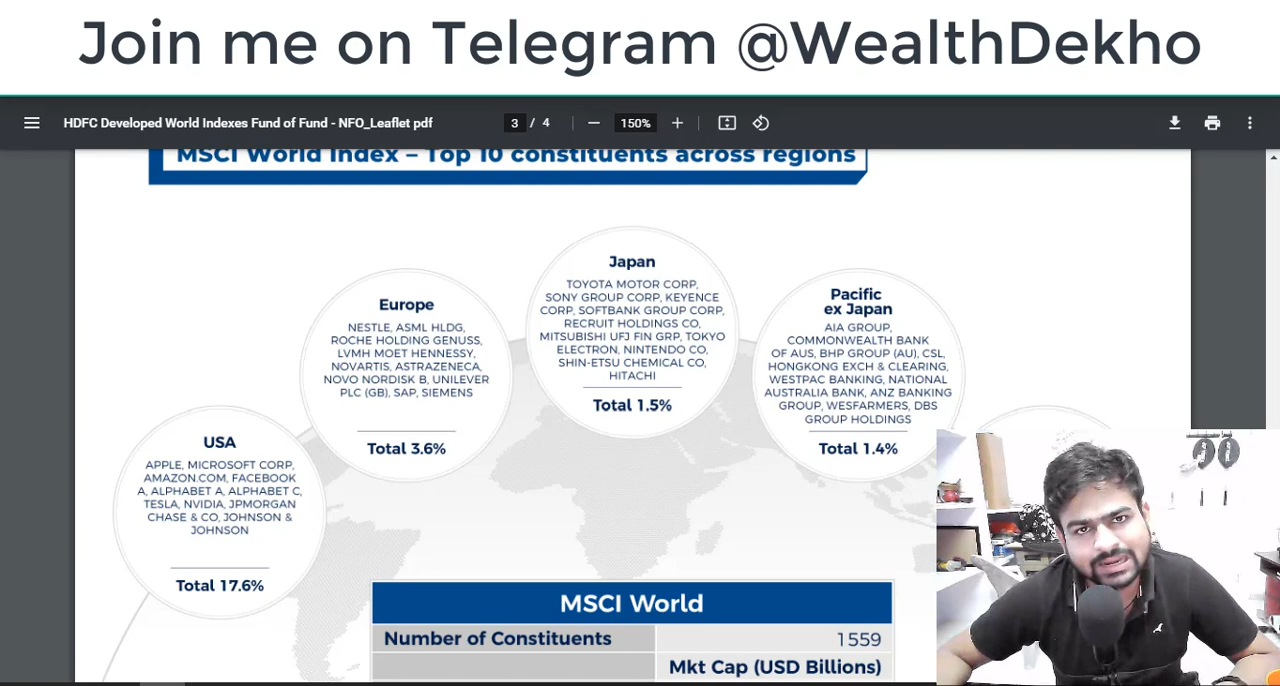 Join me on Telegram @WealthDekho
HDFC Developed World Indexes Fund of Fund - NFO_Leaflet pdf
3 / 4
150%
MSCI World Index – Top 10 constituents across regions
Japan
TOYOTA MOTOR CORP,
SONY GROUP CORP, KEYENCE
CORP, SOFTBANK GROUP CORP,
RECRUIT HOLDINGS CO,
MITSUBISHI UFJ FIN GRP, TOKYO
ELECTRON, NINTENDO CO,
SHIN-ETSU CHEMICAL CO,
HITACHI
Total 1.5%
Europe
NESTLE, ASML HLDG,
ROCHE HOLDING GENUSS,
LVMH MOET HENNESSY,
NOVARTIS, ASTRAZENECA,
NOVO NORDISK B, UNILEVER
PLC (GB), SAP, SIEMENS
Total 3.6%
Pacific
ex Japan
AIA GROUP,
COMMONWEALTH BANK
OF AUS, BHP GROUP (AU), CSL,
HONGKONG EXCH & CLEARING,
WESTPAC BANKING, NATIONAL
AUSTRALIA BANK, ANZ BANKING
GROUP, WESFARMERS, DBS
GROUP HOLDINGS
Total 1.4%
USA
APPLE, MICROSOFT CORP,
AMAZON.COM, FACEBOOK
A, ALPHABET A, ALPHABET C,
TESLA, NVIDIA, JPMORGAN
CHASE & CO, JOHNSON &
JOHNSON
Total 17.6%
MSCI World
Number of Constituents 1559
Mkt Cap (USD Billions)